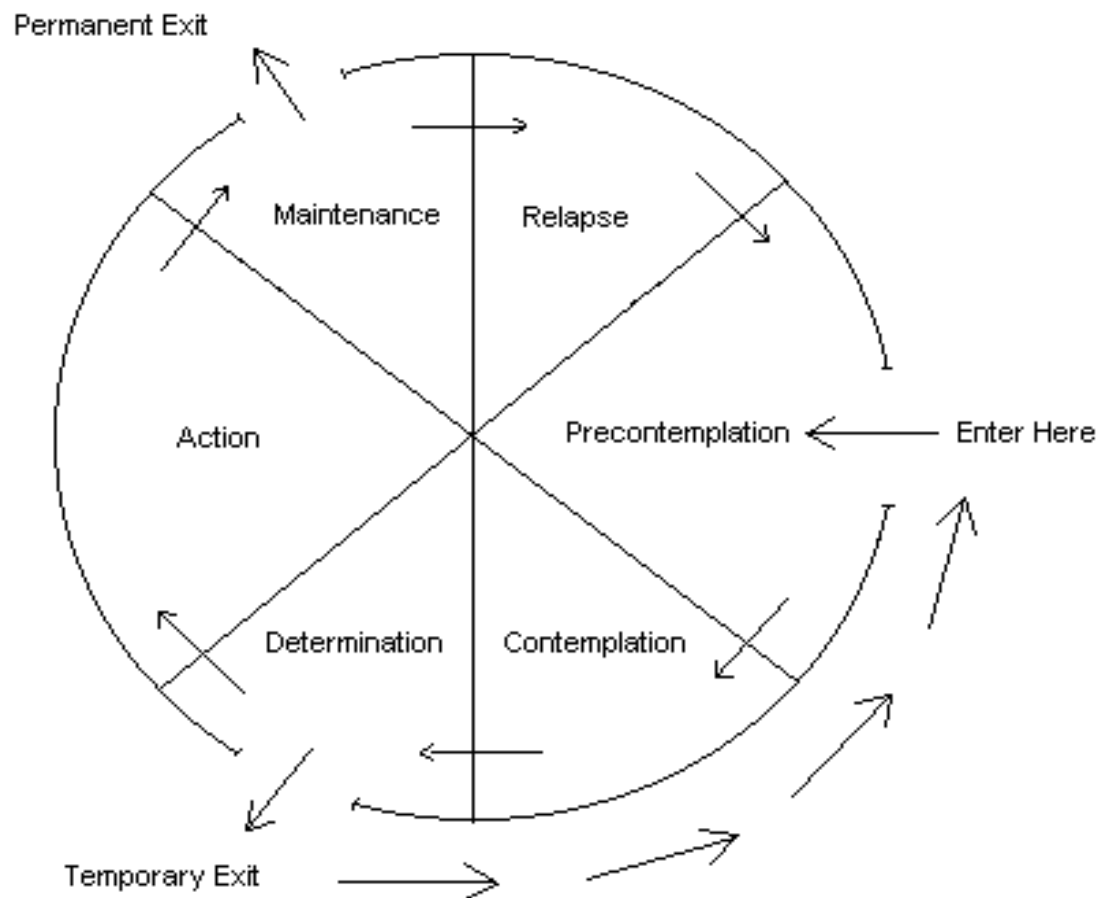 Permanent Exit
Maintenance
Relapse
Action
Precontemplation
Enter Here
Determination
Contemplation
Temporary Exit